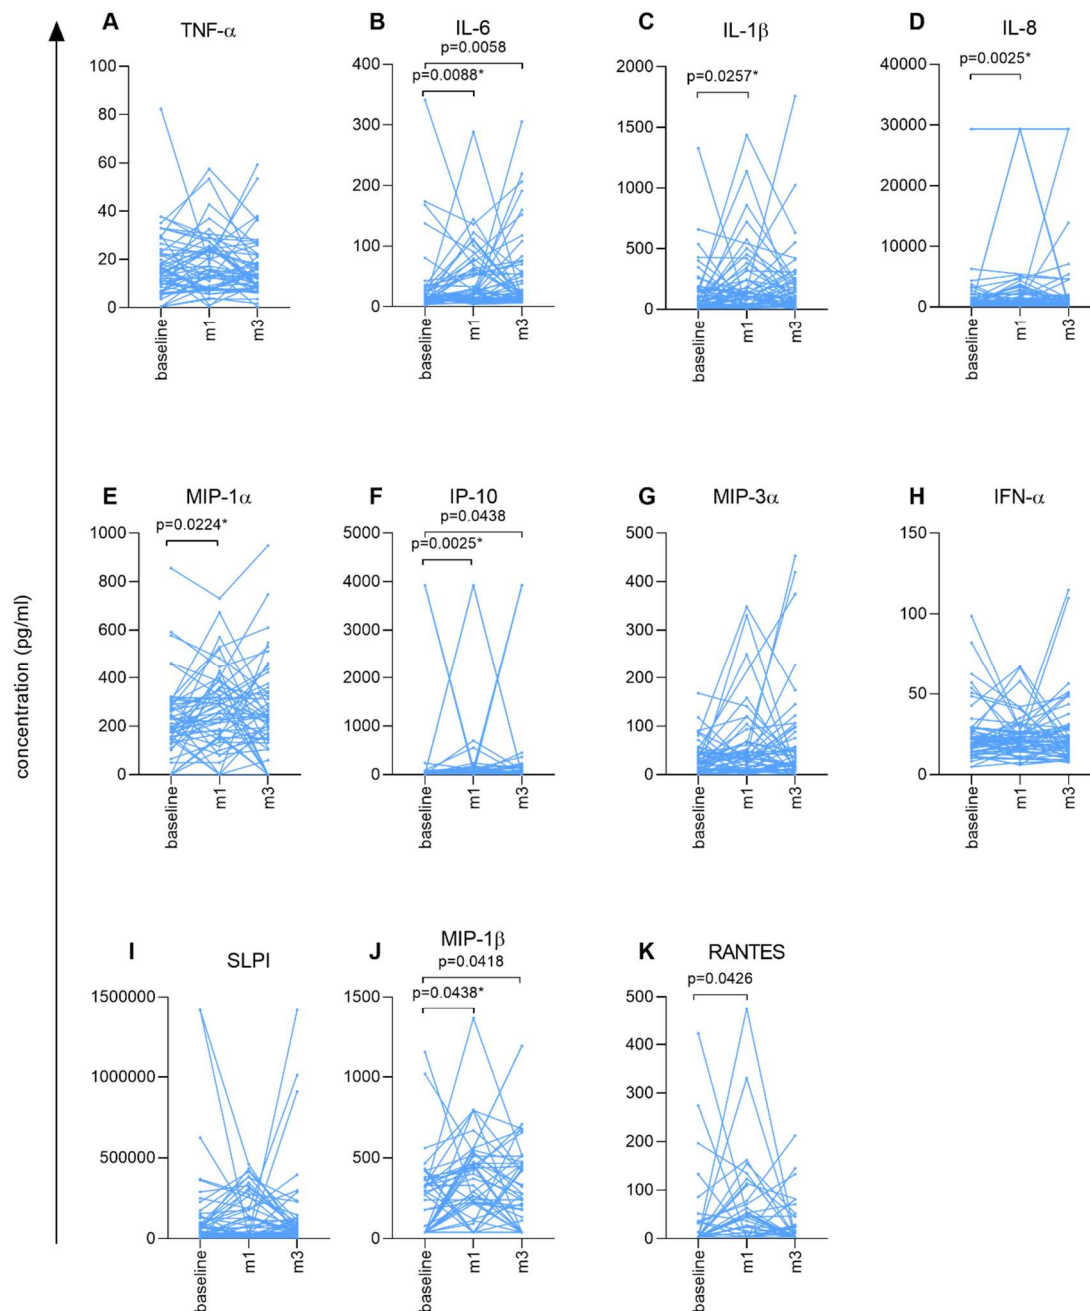 concentration (pg/ml)
A
TNF-α
100
80
60
40
20
0
baseline
m1
m3
B
IL-6
p=0.0058
p=0.0088*
400
300
200
100
0
baseline
m1
m3
C
IL-1β
p=0.0257*
2000
1500
1000
500
0
baseline
m1
m3
D
IL-8
p=0.0025*
40000
30000
20000
10000
0
baseline
m1
m3
E
MIP-1α
p=0.0224*
1000
800
600
400
200
0
baseline
m1
m3
F
IP-10
p=0.0438
p=0.0025*
5000
4000
3000
2000
1000
0
baseline
m1
m3
G
MIP-3α
500
400
300
200
100
0
baseline
m1
m3
H
IFN-α
150
100
50
0
baseline
m1
m3
I
SLPI
1500000
1000000
500000
0
baseline
m1
m3
J
MIP-1β
p=0.0418
p=0.0438*
1500
1000
500
0
baseline
m1
m3
K
RANTES
p=0.0426
500
400
300
200
100
0
baseline
m1
m3